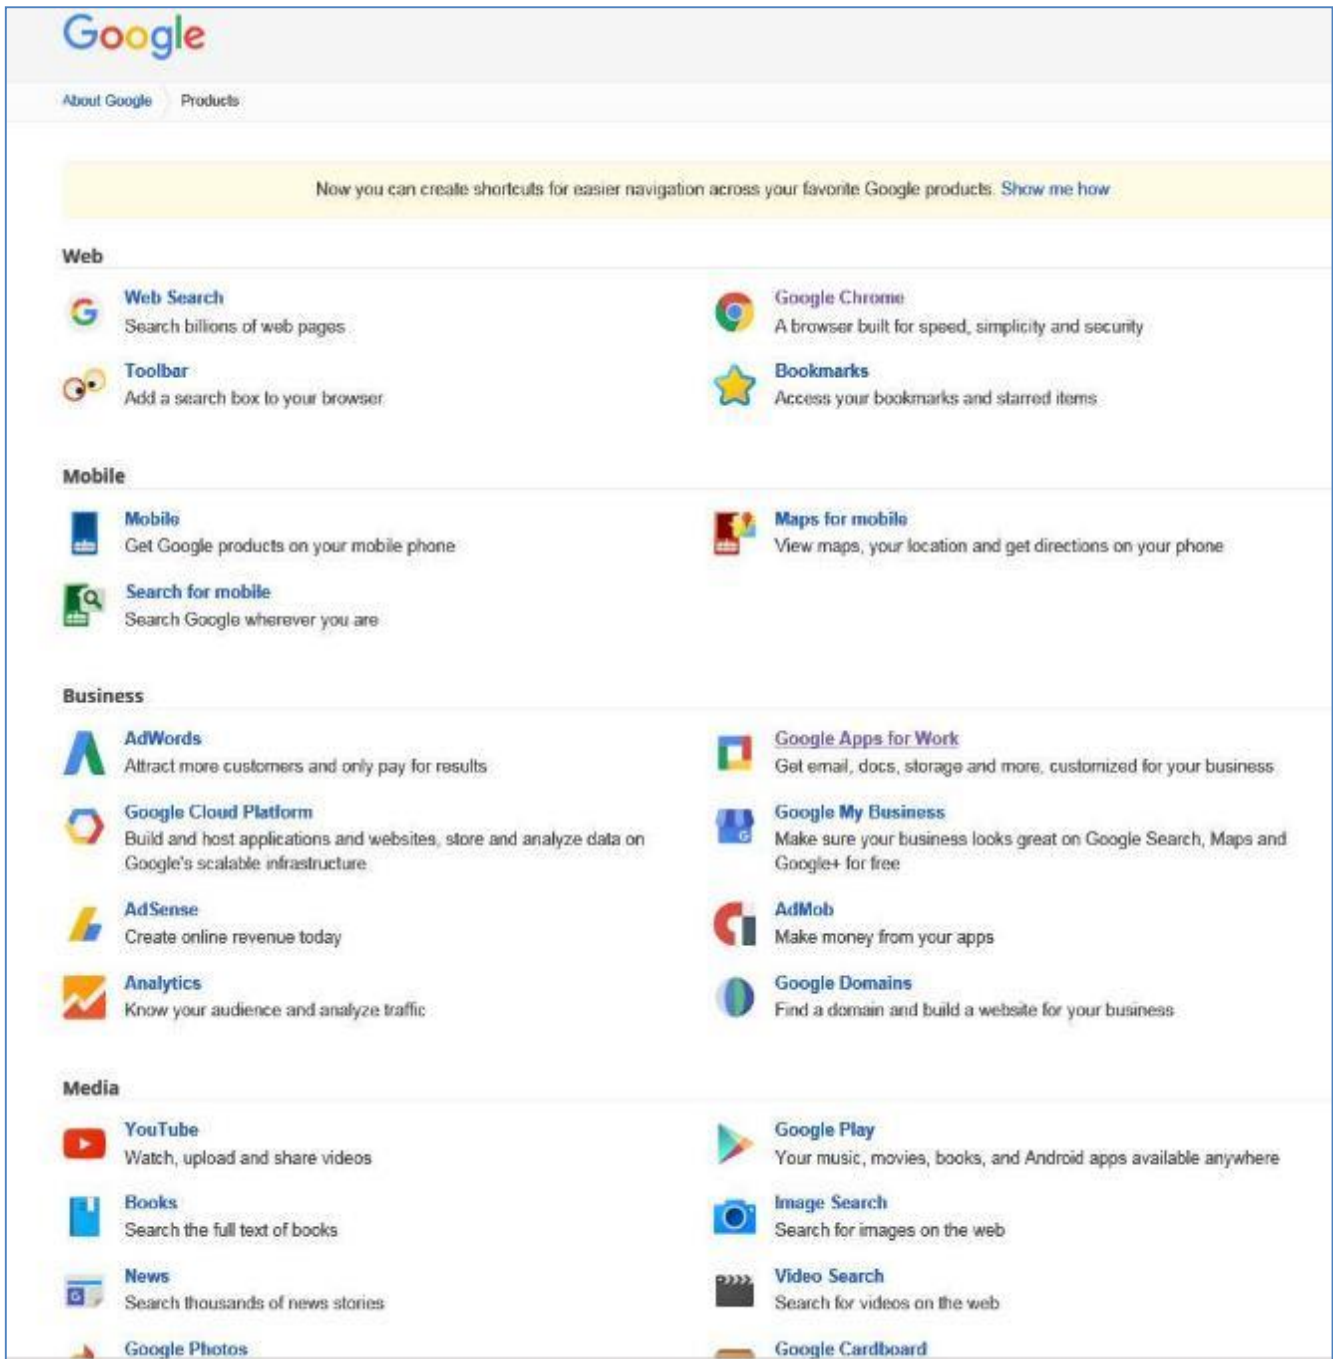 Google
About Google Products
Now you can create shortcuts for easier navigation across your favorite Google products. Show me how
Web
Web Search
Search billions of web pages
Google Chrome
A browser built for speed, simplicity and security
Toolbar
Add a search box to your browser
Bookmarks
Access your bookmarks and starred items
Mobile
Mobile
Get Google products on your mobile phone
Maps for mobile
View maps, your location and get directions on your phone
Search for mobile
Search Google wherever you are
Business
AdWords
Attract more customers and only pay for results
Google Apps for Work
Get email, docs, storage and more, customized for your business
Google Cloud Platform
Build and host applications and websites, store and analyze data on
Google's scalable infrastructure
Google My Business
Make sure your business looks great on Google Search, Maps and
Google+ for free
AdSense
Create online revenue today
AdMob
Make money from your apps
Analytics
Know your audience and analyze traffic
Google Domains
Find a domain and build a website for your business
Media
YouTube
Watch, upload and share videos
Google Play
Your music, movies, books, and Android apps available anywhere
Books
Search the full text of books
Image Search
Search for images on the web
News
Search thousands of news stories
Video Search
Search for videos on the web
Google Photos
Google Cardboard